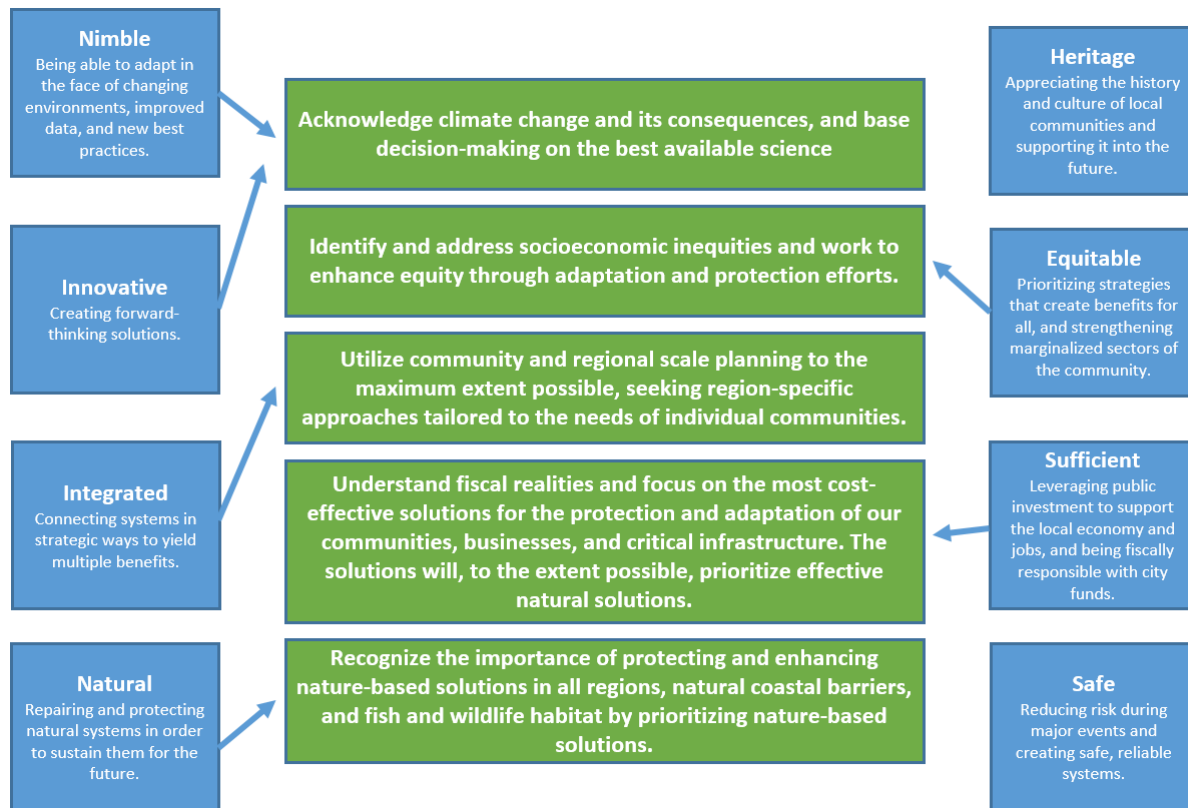 Nimble
Being able to adapt in
the face of changing
environments, improved
data, and new best
practices.
Innovative
Creating forward-
thinking solutions.
Integrated
Connecting systems in
strategic ways to yield
multiple benefits.
Natural
Repairing and protecting
natural systems in order
to sustain them for the
future.
Acknowledge climate change and its consequences, and base
decision-making on the best available science
Identify and address socioeconomic inequities and work to
enhance equity through adaptation and protection efforts.
Utilize community and regional scale planning to the
maximum extent possible, seeking region-specific
approaches tailored to the needs of individual communities.
Understand fiscal realities and focus on the most cost-
effective solutions for the protection and adaptation of our
communities, businesses, and critical infrastructure. The
solutions will, to the extent possible, prioritize effective
natural solutions.
Recognize the importance of protecting and enhancing
nature-based solutions in all regions, natural coastal barriers,
and fish and wildlife habitat by prioritizing nature-based
solutions.
Heritage
Appreciating the history
and culture of local
communities and
supporting it into the
future.
Equitable
Prioritizing strategies
that create benefits for
all, and strengthening
marginalized sectors of
the community.
Sufficient
Leveraging public
investment to support
the local economy and
jobs, and being fiscally
responsible with city
funds.
Safe
Reducing risk during
major events and
creating safe, reliable
systems.